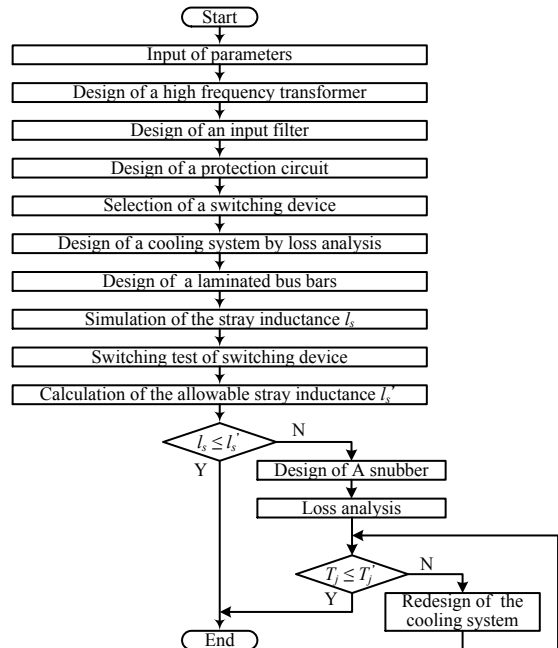 Start
Input of parameters
Design of a high frequency transformer
Design of an input filter
Design of a protection circuit
Selection of a switching device
Design of a cooling system by loss analysis
Design of a laminated bus bars
Simulation of the stray inductance ls
Switching test of switching device
Calculation of the allowable stray inductance ls'
ls ≤ ls'
N
Y
Design of A snubber
Loss analysis
Tj ≤ Tj'
N
Y
Redesign of the
cooling system
End